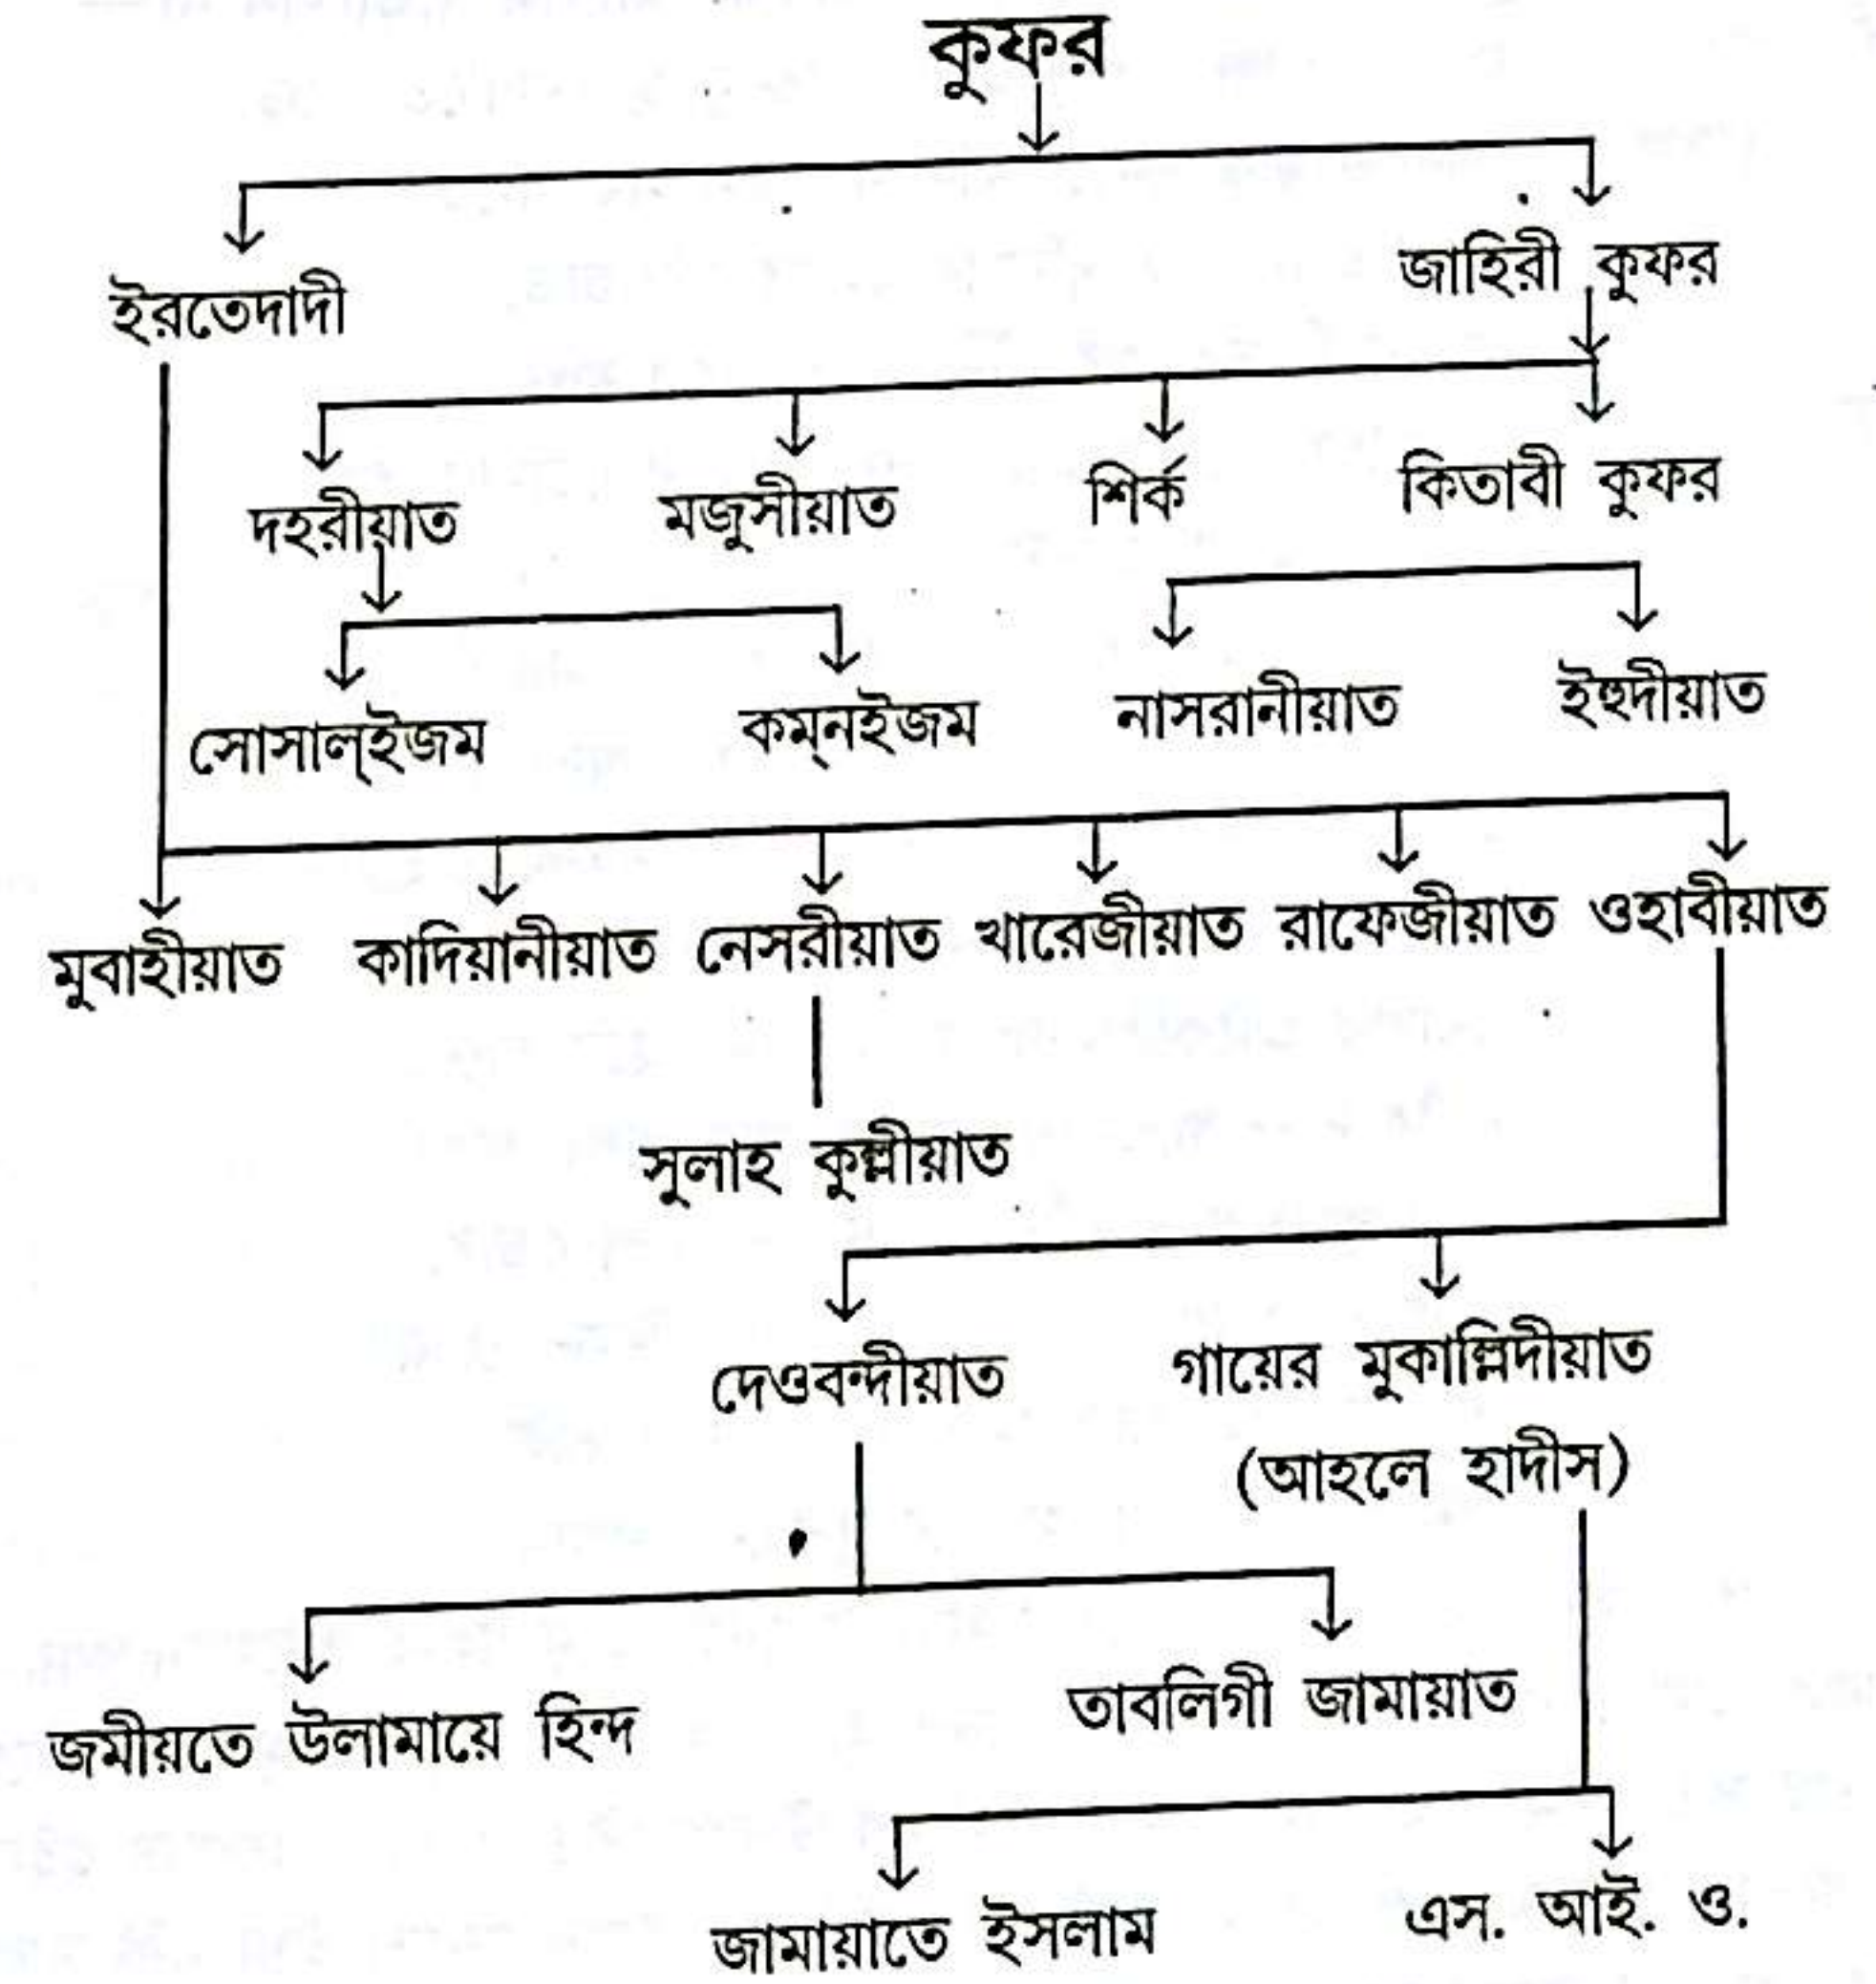 কুফর
ইরতেদাদী জাহিরী কুফর
দহরীয়াত মজুসীয়াত শির্ক কিতাবী কুফর
সোসাল্ইজম কম্নইজম নাসরানীয়াত ইহুদীয়াত
মুবাহীয়াত কাদিয়ানীয়াত নেসরীয়াত খারেজীয়াত রাফেজীয়াত ওহাবীয়াত
সুলাহ কুল্লীয়াত
দেওবন্দীয়াত গায়ের মুকাল্লিদীয়াত
(আহলে হাদীস)
জমীয়তে উলামায়ে হিন্দ তাবলিগী জামায়াত
জামায়াতে ইসলাম এস. আই. ও.